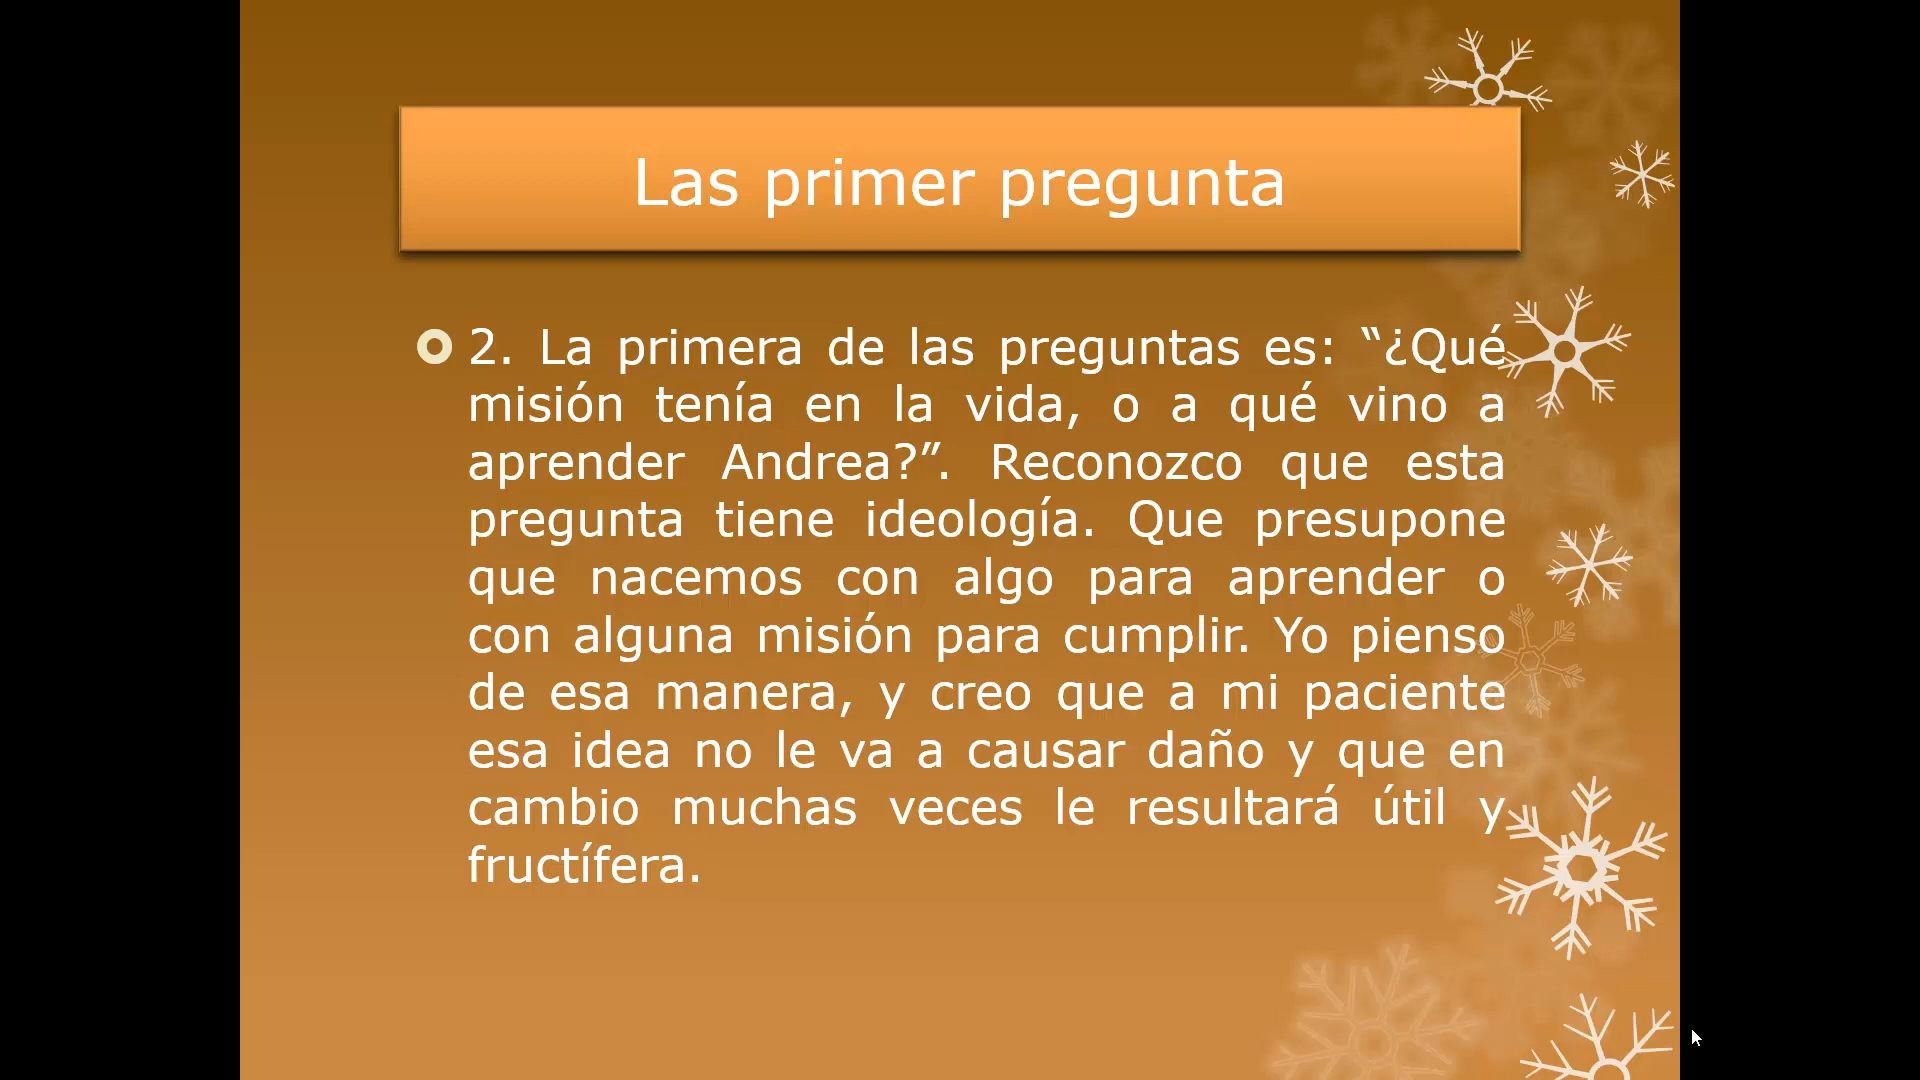 Las primer pregunta
2. La primera de las preguntas es: “¿Qué
misión tenía en la vida, o a qué vino a
aprender Andrea?”. Reconozco que esta
pregunta tiene ideología. Que presupone
que nacemos con algo para aprender o
con alguna misión para cumplir. Yo pienso
de esa manera, y creo que a mi paciente
esa idea no le va a causar daño y que en
cambio muchas veces le resultará útil y
fructífera.